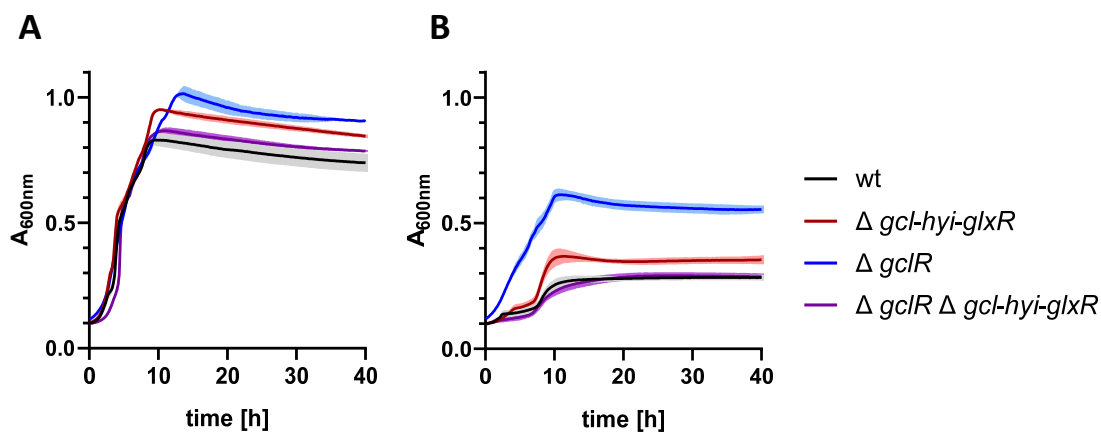 A
A600nm
1.0
0.5
0.0
0 10 20 30 40
time [h]
B
A600nm
1.0
0.5
0.0
0 10 20 30 40
time [h]
wt
Δ gcl-hyi-glxR
Δ gclR
Δ gclR Δ gcl-hyi-glxR